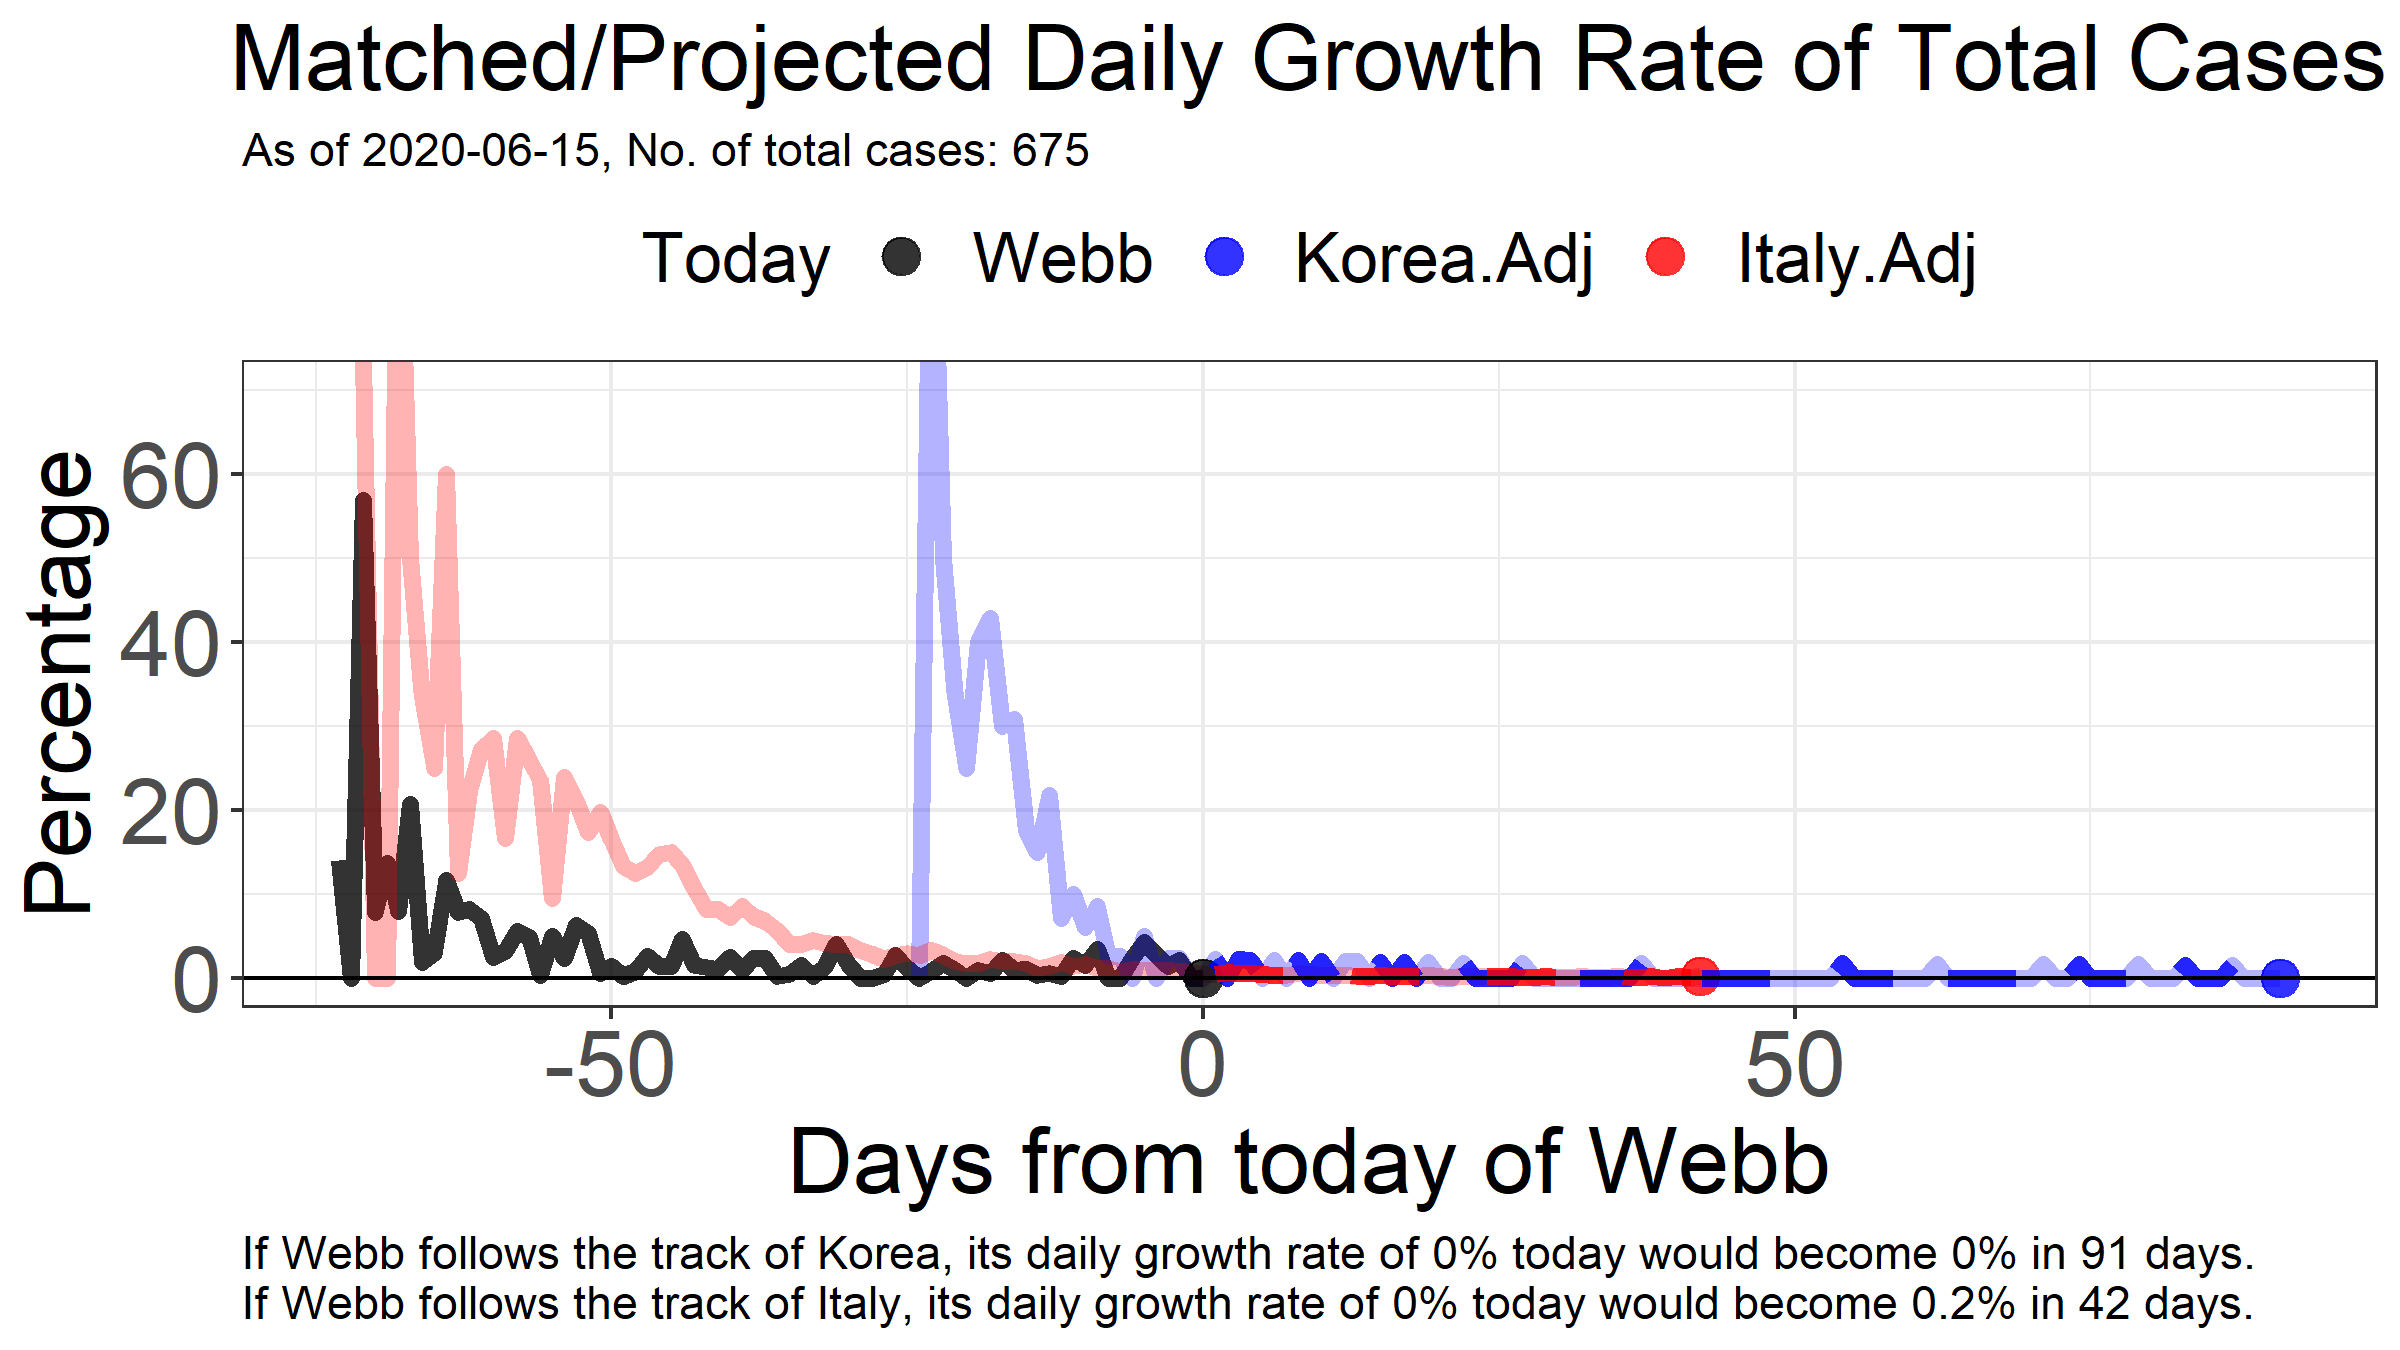 Matched/Projected Daily Growth Rate of Total Cases
As of 2020-06-15, No. of total cases: 675
Today Webb Korea.Adj Italy.Adj
Percentage
60
40
20
0
-50 0 50
Days from today of Webb
If Webb follows the track of Korea, its daily growth rate of 0% today would become 0% in 91 days.
If Webb follows the track of Italy, its daily growth rate of 0% today would become 0.2% in 42 days.